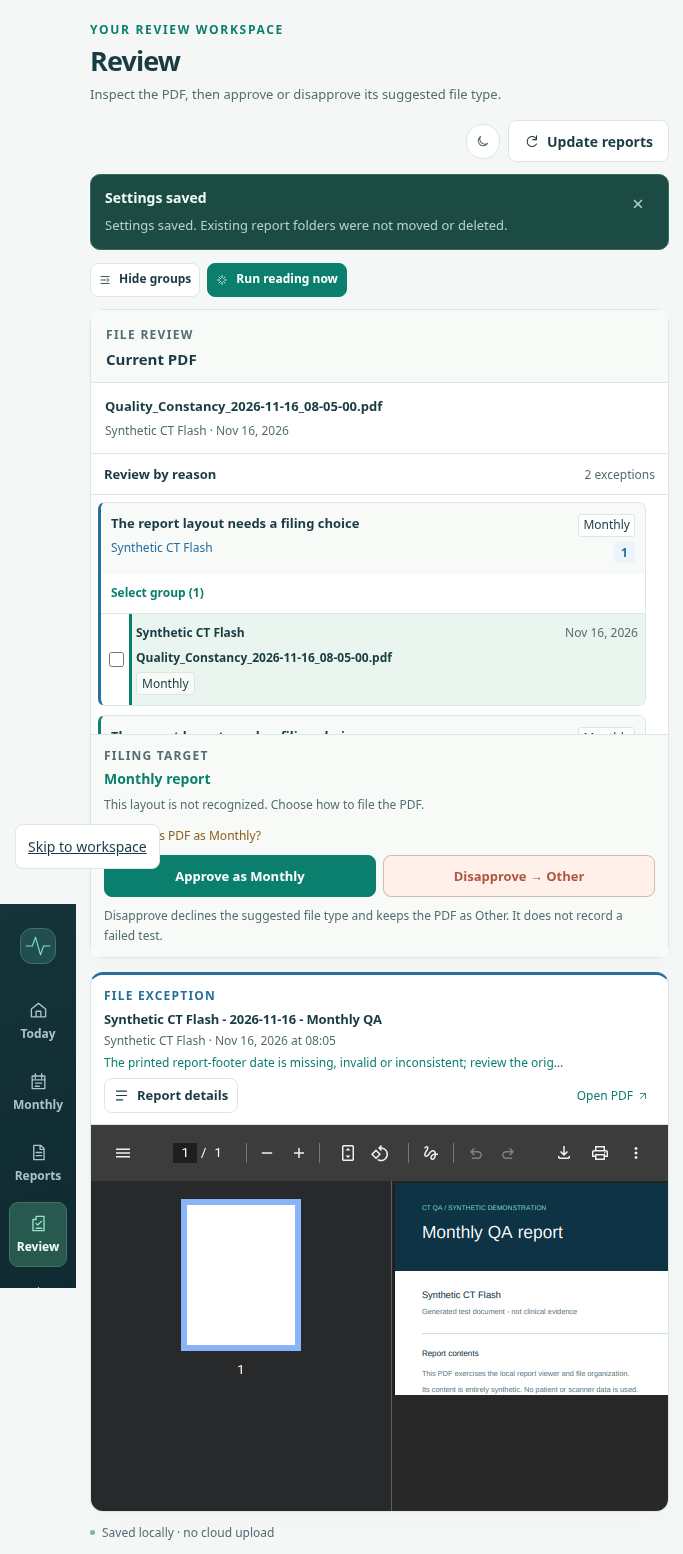 YOUR REVIEW WORKSPACE
Review
Inspect the PDF, then approve or disapprove its suggested file type.
Update reports
Settings saved
Settings saved. Existing report folders were not moved or deleted.
Hide groups
Run reading now
FILE REVIEW
Current PDF
Quality_Constancy_2026-11-16_08-05-00.pdf
Synthetic CT Flash · Nov 16, 2026
Review by reason
2 exceptions
The report layout needs a filing choice
Monthly
Synthetic CT Flash
1
Select group (1)
Synthetic CT Flash
Nov 16, 2026
Quality_Constancy_2026-11-16_08-05-00.pdf
Monthly
FILING TARGET
Monthly report
This layout is not recognized. Choose how to file the PDF.
s PDF as Monthly?
Skip to workspace
Approve as Monthly
Disapprove → Other
Disapprove declines the suggested file type and keeps the PDF as Other. It does not record a
failed test.
Today
Monthly
Reports
Review
FILE EXCEPTION
Synthetic CT Flash - 2026-11-16 - Monthly QA
Synthetic CT Flash · Nov 16, 2026 at 08:05
The printed report-footer date is missing, invalid or inconsistent; review the orig...
Report details
Open PDF
1 / 1
1
CT QA / SYNTHETIC DEMONSTRATION
Monthly QA report
Synthetic CT Flash
Generated test document - not clinical evidence
Report contents
This PDF exercises the local report viewer and file organization.
Its content is entirely synthetic. No patient or scanner data is used.
Saved locally · no cloud upload